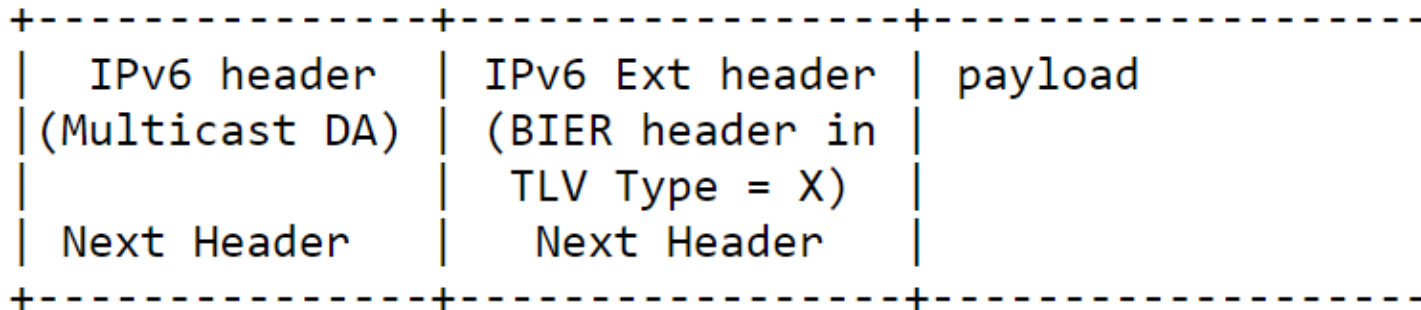 +---------------+-----------------+-------------------
|  IPv6 header  | IPv6 Ext header | payload
|(Multicast DA) | (BIER header in |
|               |  TLV Type = X)  |
| Next Header   |   Next Header   |
+---------------+-----------------+-------------------